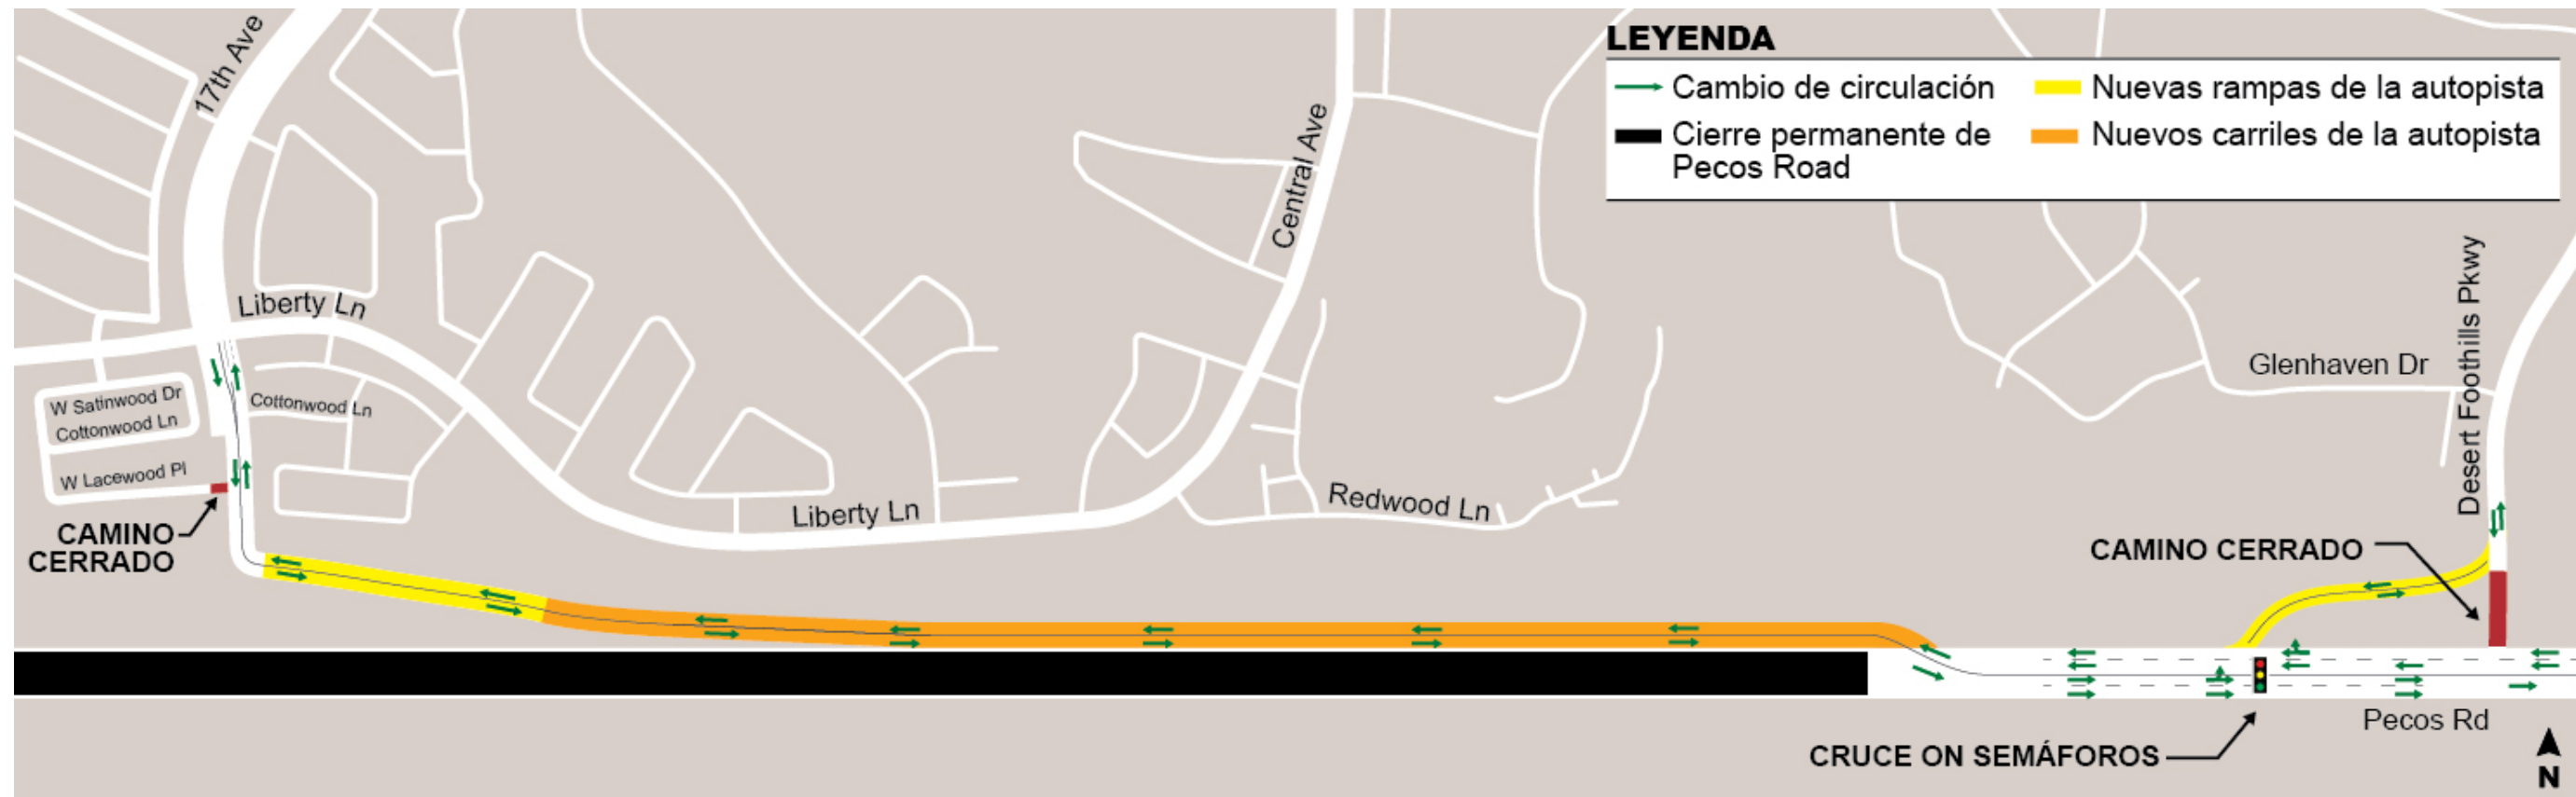 17th Ave
LEYENDA
Cambio de circulación
Nuevas rampas de la autopista
Cierre permanente de
Pecos Road
Nuevos carriles de la autopista
Central Ave
Liberty Ln
Desert Foothills Pkwy
Glenhaven Dr
W Satinwood Dr
Cottonwood Ln
Cottonwood Ln
W Lacewood Pl
Redwood Ln
Liberty Ln
CAMINO
CERRADO
CAMINO CERRADO
Pecos Rd
CRUCE ON SEMÁFOROS
N